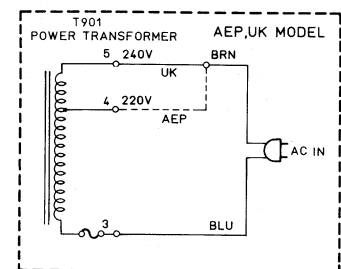 T901
POWER TRANSFORMER
AEP,UK MODEL
5 240V
BRN
UK
4 220V
AEP
AC IN
3
BLU